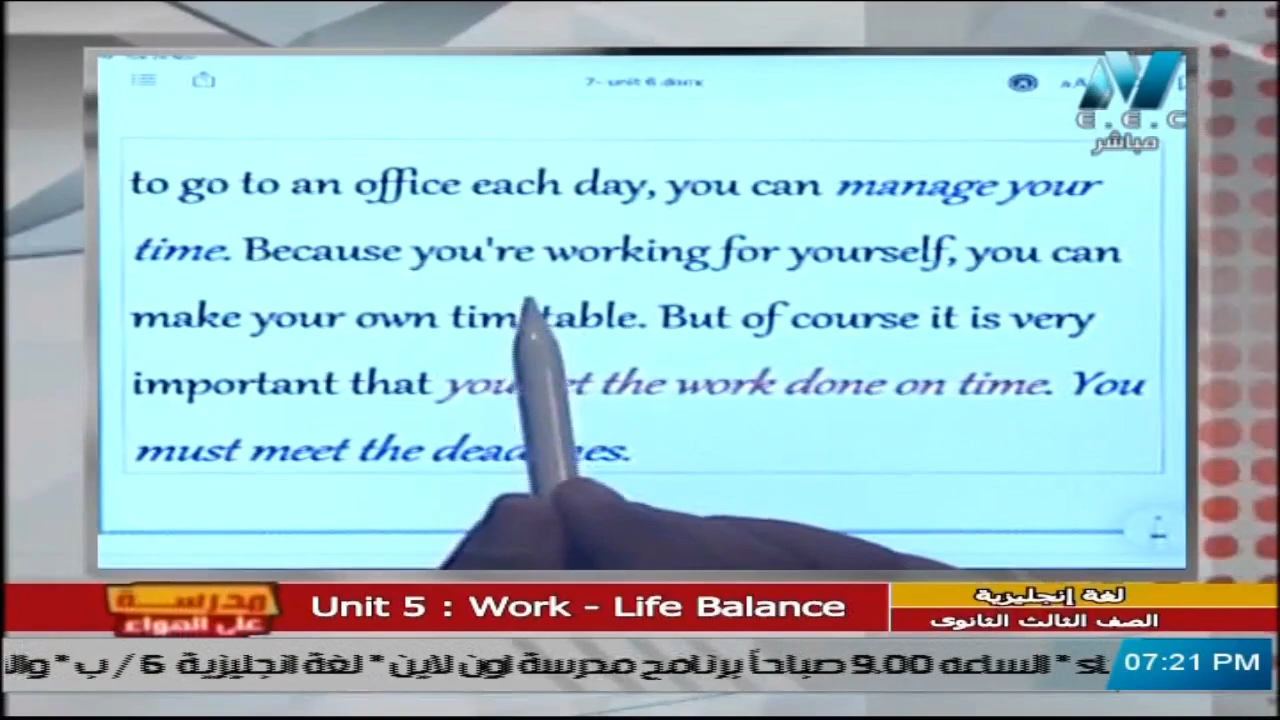 7- unit 6.docx
aA
E.E.C
مباشر
to go to an office each day, you can manage your
time. Because you're working for yourself, you can
make your own timetable. But of course it is very
important that you get the work done on time. You
must meet the deadlines.
مدرسة
على الهواء
Unit 5 : Work - Life Balance
لغة إنجليزية
الصف الثالث الثانوى
* الساعه 9.00 صباحاً برنامج مدرسة اون لاين * لغة انجليزية 6 / ب *
07:21 PM